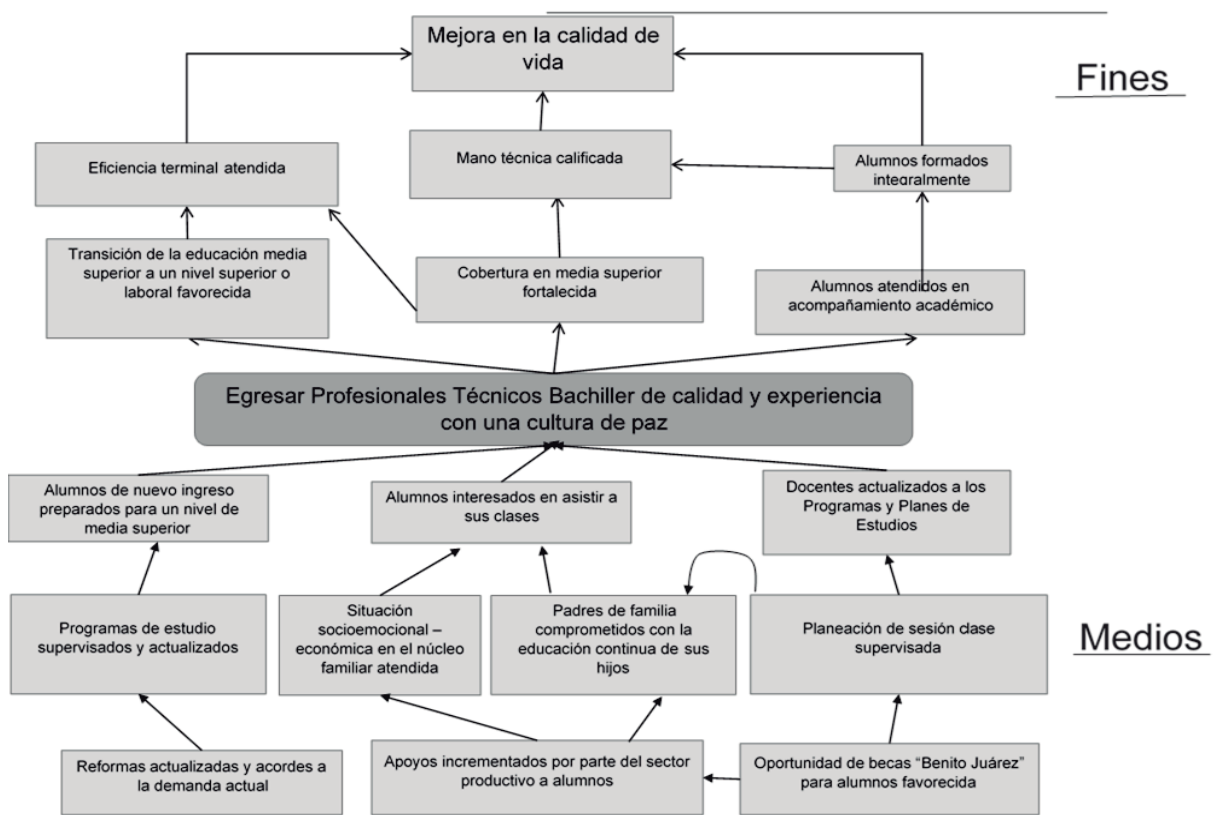 Mejora en la calidad de
vida
Fines
Eficiencia terminal atendida
Mano técnica calificada
Alumnos formados
integralmente
Transición de la educación media
superior a un nivel superior o
laboral favorecida
Cobertura en media superior
fortalecida
Alumnos atendidos en
acompañamiento académico
Egresar Profesionales Técnicos Bachiller de calidad y experiencia
con una cultura de paz
Alumnos de nuevo ingreso
preparados para un nivel de
media superior
Alumnos interesados en asistir a
sus clases
Docentes actualizados a los
Programas y Planes de
Estudios
Programas de estudio
supervisados y actualizados
Situación
socioemocional –
económica en el núcleo
familiar atendida
Padres de familia
comprometidos con la
educación continua de sus
hijos
Planeación de sesión clase
supervisada
Medios
Reformas actualizadas y acordes a
la demanda actual
Apoyos incrementados por parte del sector
productivo a alumnos
Oportunidad de becas “Benito Juárez”
para alumnos favorecida